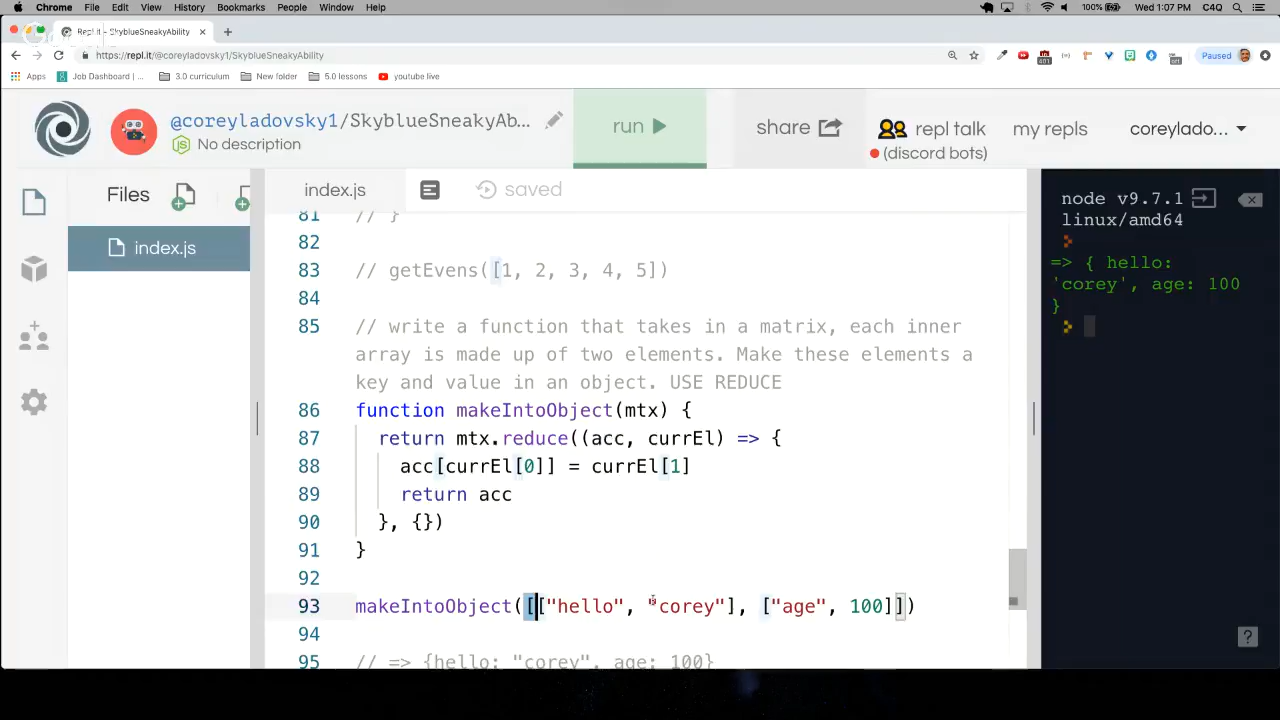 Chrome File Edit View History Bookmarks People Window Help 100% Wed 1:07 PM C4Q
Repl.it - SkyblueSneakyAbility
https://repl.it/@coreyladovsky1/SkyblueSneakyAbility Paused
Apps Job Dashboard | ... 3.0 curriculum New folder 5.0 lessons youtube live
@coreyladovsky1/SkyblueSneakyAb...
No description
run
share
repl talk
(discord bots)
my repls
corelado...
Files
index.js
index.js
saved
81 // }
82
83 // getEvens([1, 2, 3, 4, 5])
84
85 // write a function that takes in a matrix, each inner
array is made up of two elements. Make these elements a
key and value in an object. USE REDUCE
86 function makeIntoObject(mtx) {
87 return mtx.reduce((acc, currEl) => {
88 acc[currEl[0]] = currEl[1]
89 return acc
90 }, {})
91 }
92
93 makeIntoObject([["hello", "corey"], ["age", 100]])
94
95 // => {hello: "corey", age: 100}
node v9.7.1
linux/amd64
=> { hello:
'corey', age: 100
}
?